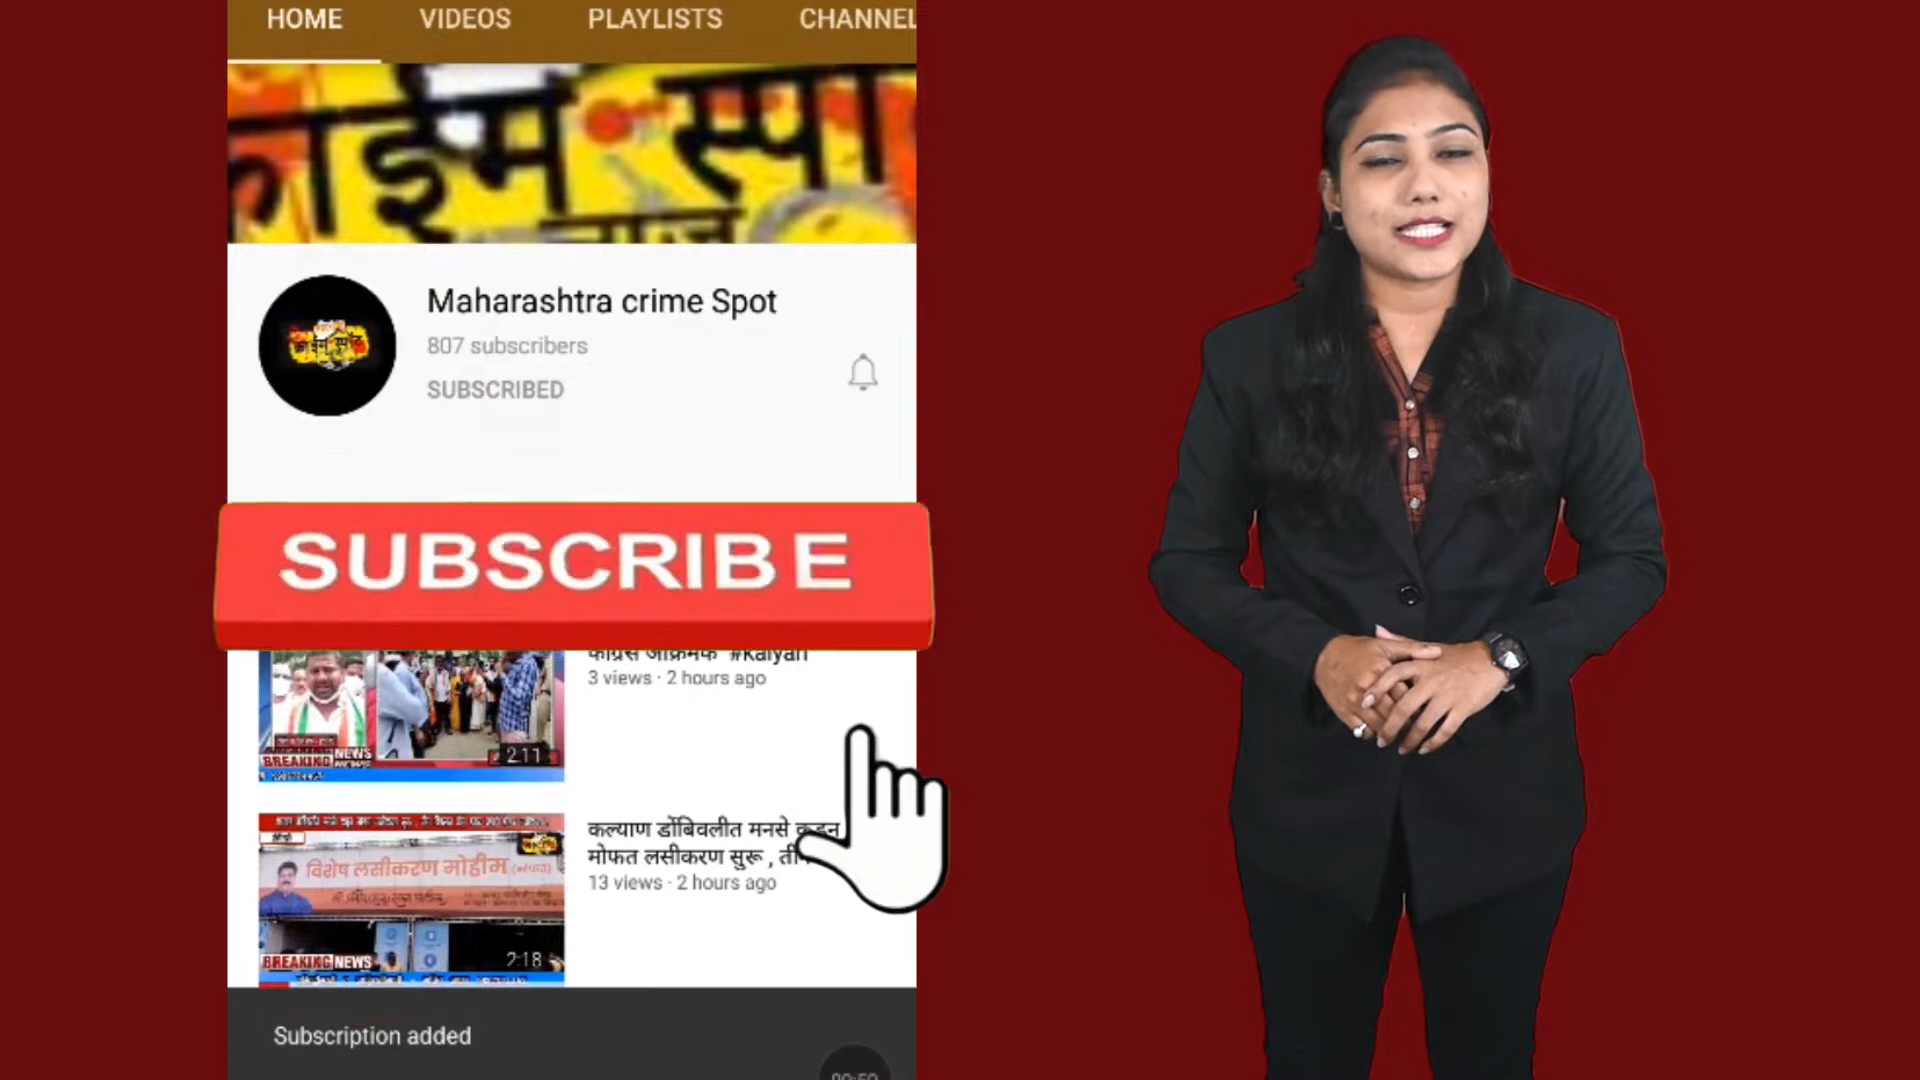 HOME VIDEOS PLAYLISTS CHANNEL
क्राईम स्पॉ
Maharashtra crime Spot
807 subscribers
SUBSCRIBED
SUBSCRIBE
#Kalyan
3 views · 2 hours ago
BREAKING NEWS
2:11
कल्याण डोंबिवलीत मनसे कडून
मोफत लसीकरण सुरू ,
13 views · 2 hours ago
विशेष लसीकरण मोहीम
BREAKING NEWS
2:18
Subscription added